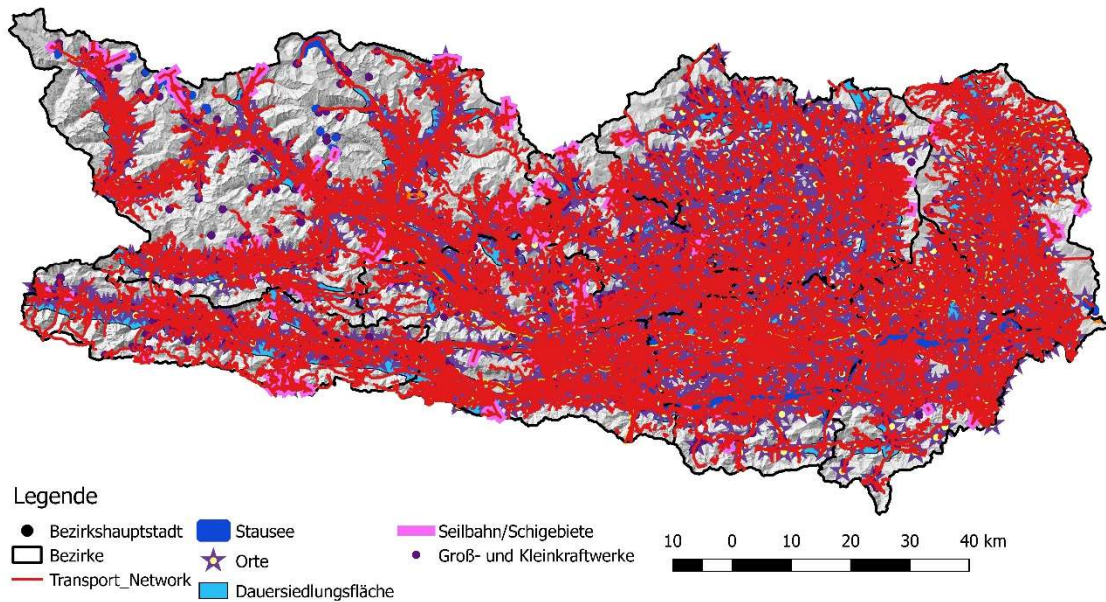 Legende
Bezirkshauptstadt
Bezirke
Transport_Network
Stausee
Orte
Dauersiedlungsfläche
Seilbahn/Schigebiete
Groß- und Kleinkraftwerke
10 0 10 20 30 40 km